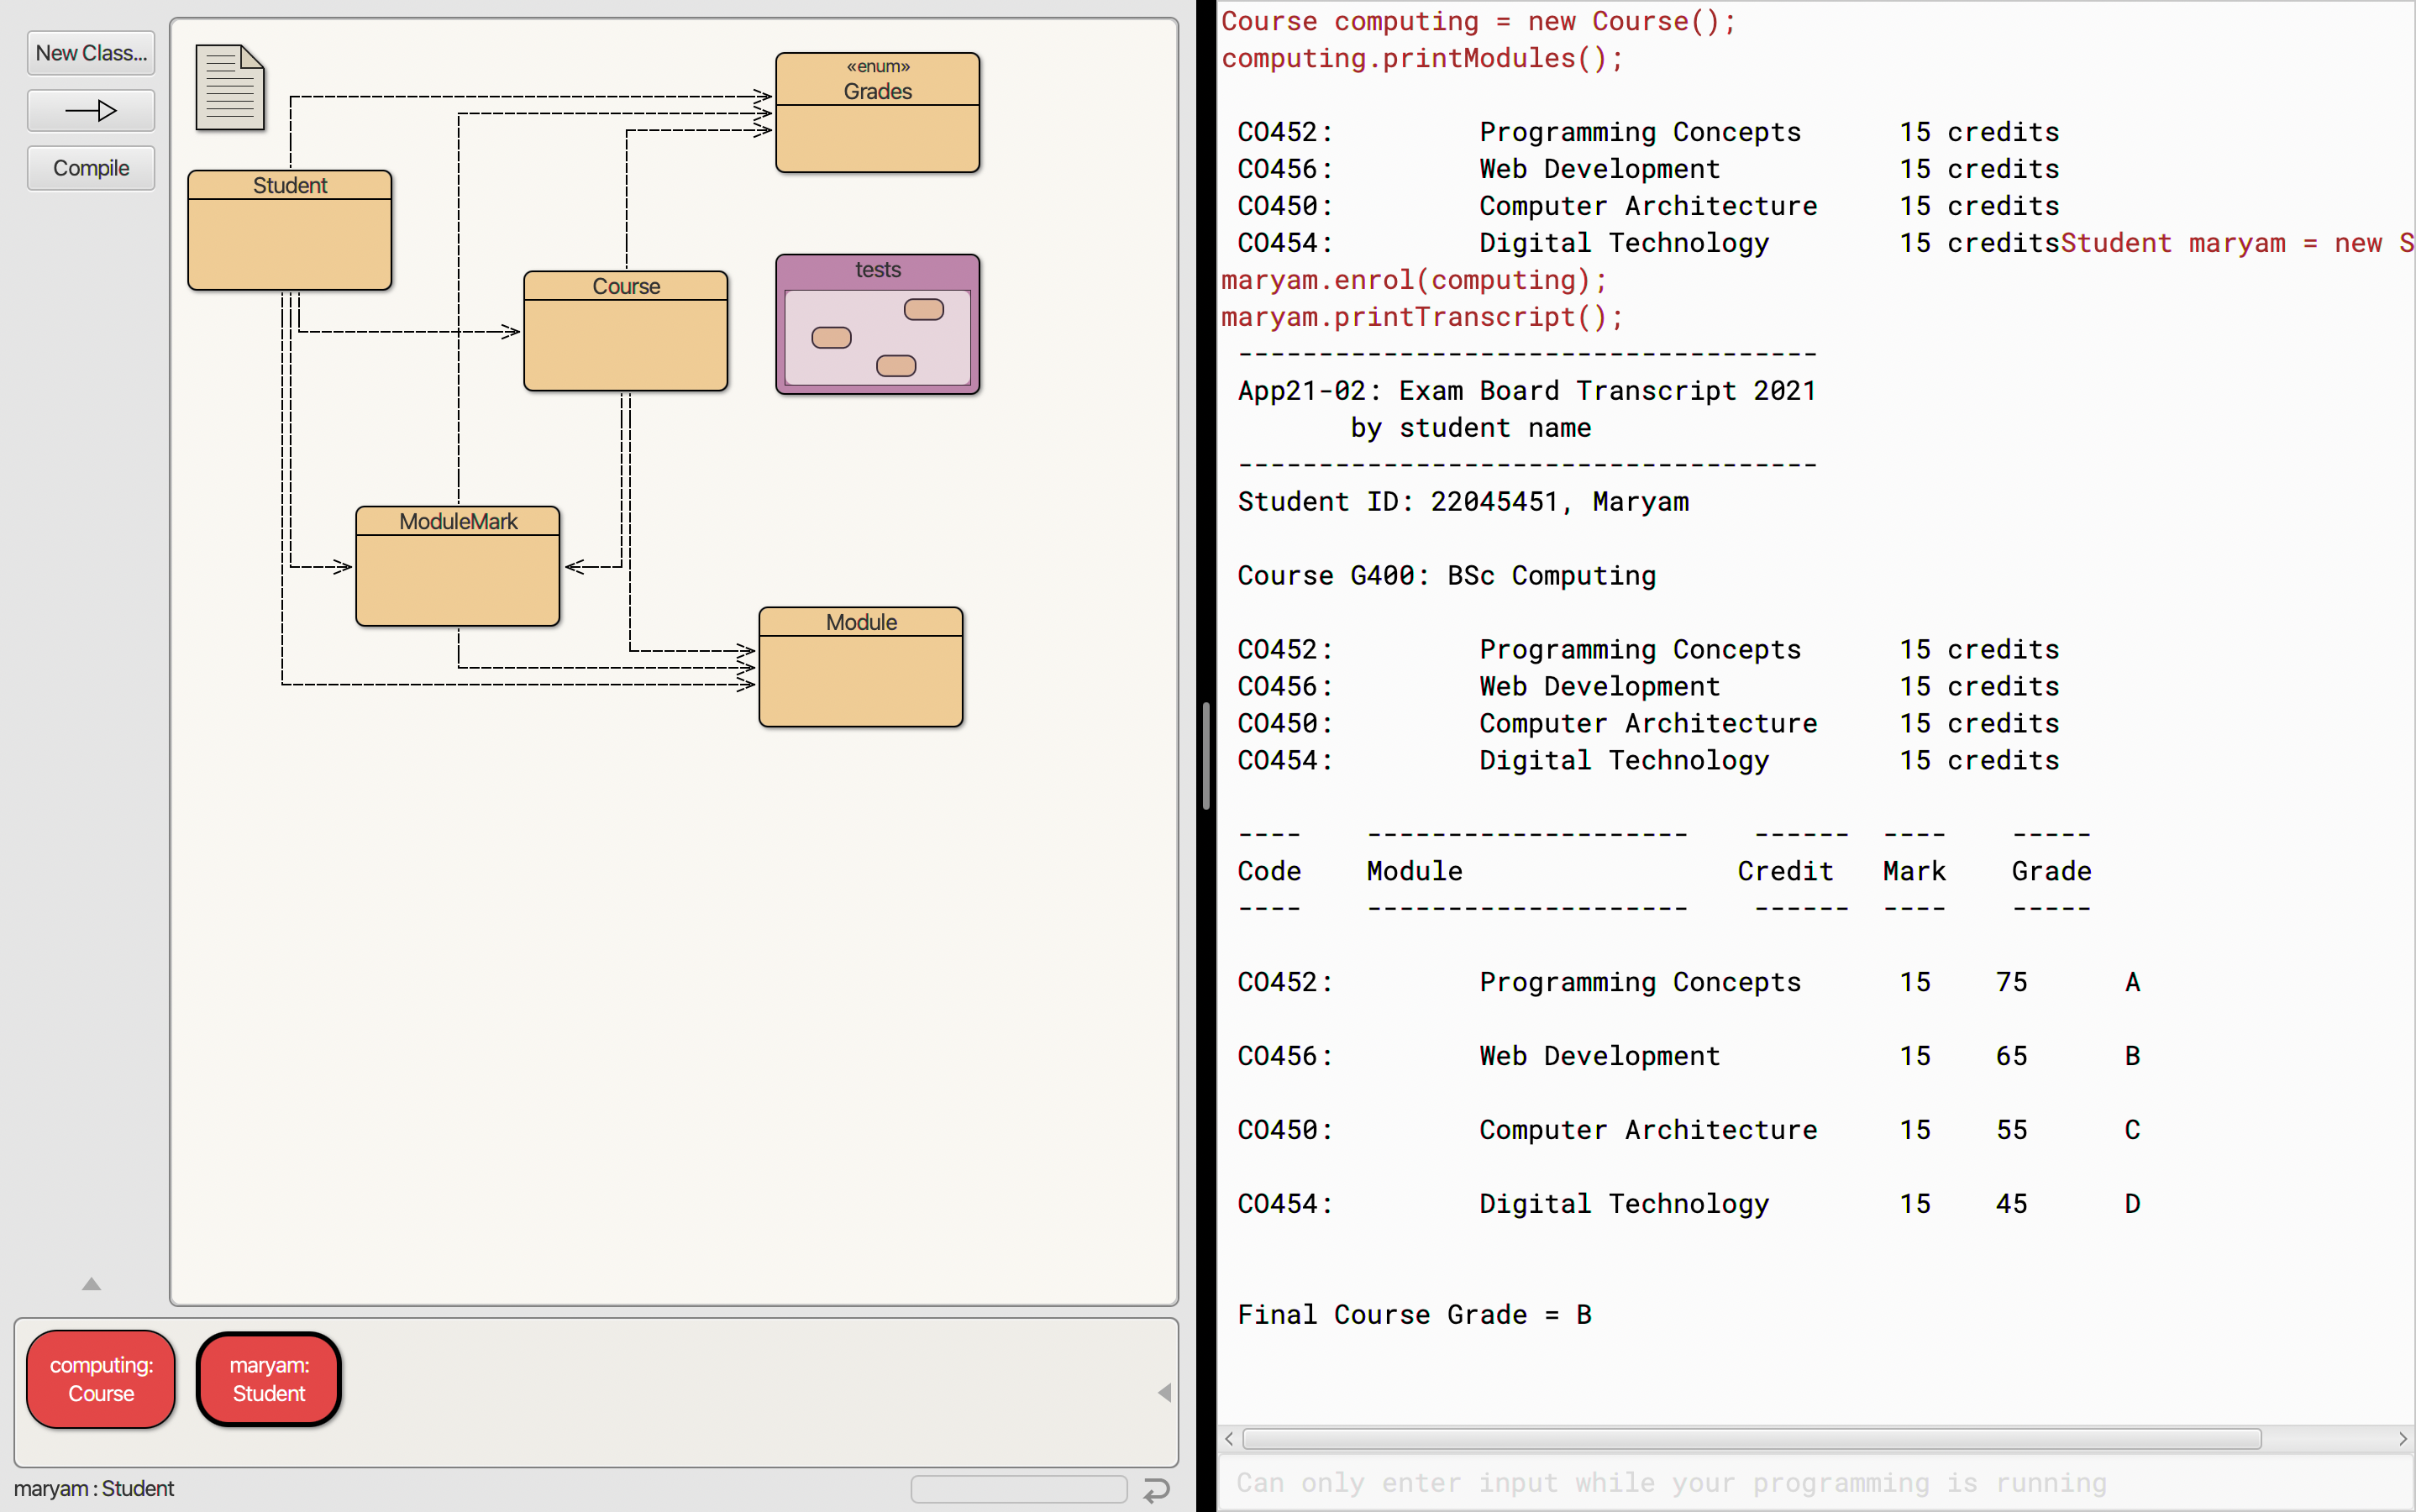 New Class...
Compile
«enum»
Grades
Student
Course
tests
ModuleMark
Module
computing:
Course
maryam:
Student
maryam : Student
Course computing = new Course();
computing.printModules();
CO452: Programming Concepts 15 credits
CO456: Web Development 15 credits
CO450: Computer Architecture 15 credits
CO454: Digital Technology 15 creditsStudent maryam = new S
maryam.enrol(computing);
maryam.printTranscript();
------------------------------------
App21-02: Exam Board Transcript 2021
by student name
------------------------------------
Student ID: 22045451, Maryam
Course G400: BSc Computing
CO452: Programming Concepts 15 credits
CO456: Web Development 15 credits
CO450: Computer Architecture 15 credits
CO454: Digital Technology 15 credits
---- -------------------- ------ ---- -----
Code Module Credit Mark Grade
---- -------------------- ------ ---- -----
CO452: Programming Concepts 15 75 A
CO456: Web Development 15 65 B
CO450: Computer Architecture 15 55 C
CO454: Digital Technology 15 45 D
Final Course Grade = B
Can only enter input while your programming is running